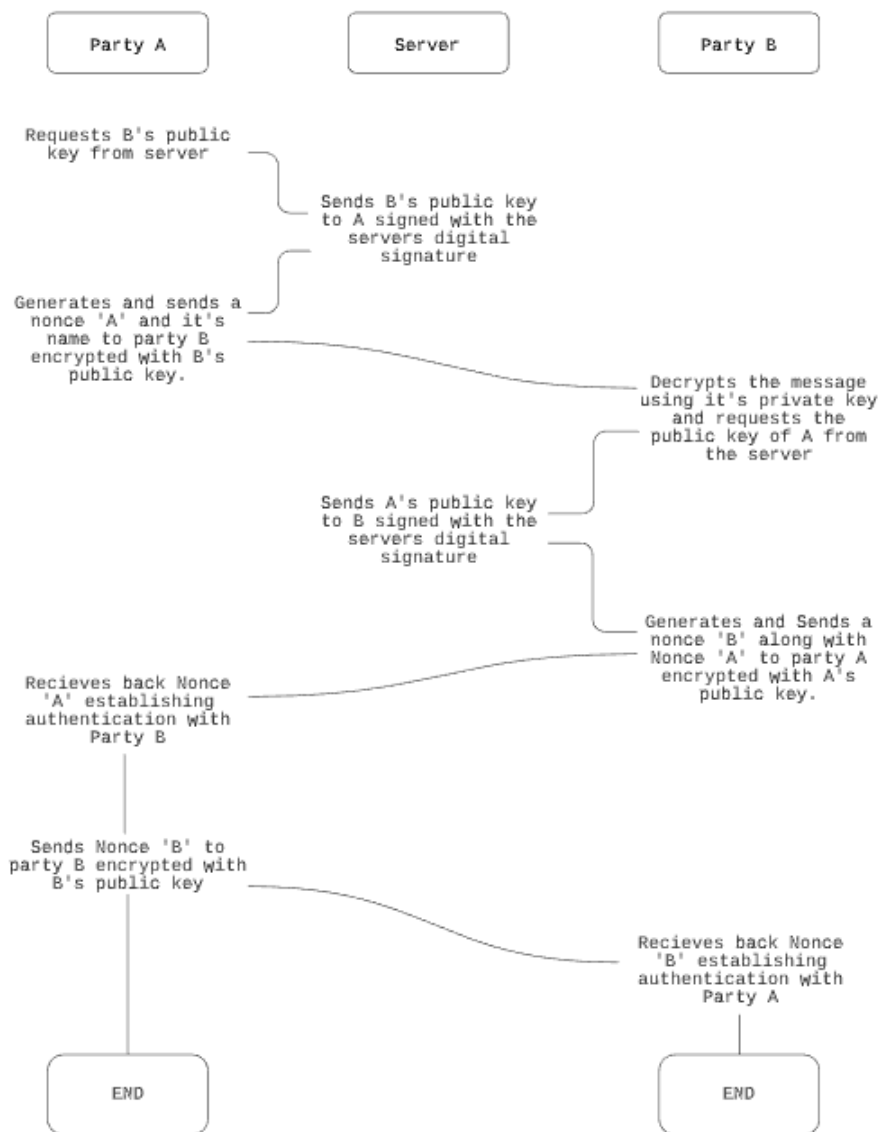 Party A
Server
Party B
Requests B's public
key from server
Sends B's public key
to A signed with the
servers digital
signature
Generates and sends a
nonce 'A' and it's
name to party B
encrypted with B's
public key.
Decrypts the message
using it's private key
and requests the
public key of A from
the server
Sends A's public key
to B signed with the
servers digital
signature
Generates and Sends a
nonce 'B' along with
Nonce 'A' to party A
encrypted with A's
public key.
Recieves back Nonce
'A' establishing
authentication with
Party B
Sends Nonce 'B' to
party B encrypted with
B's public key
Recieves back Nonce
'B' establishing
authentication with
Party A
END
END